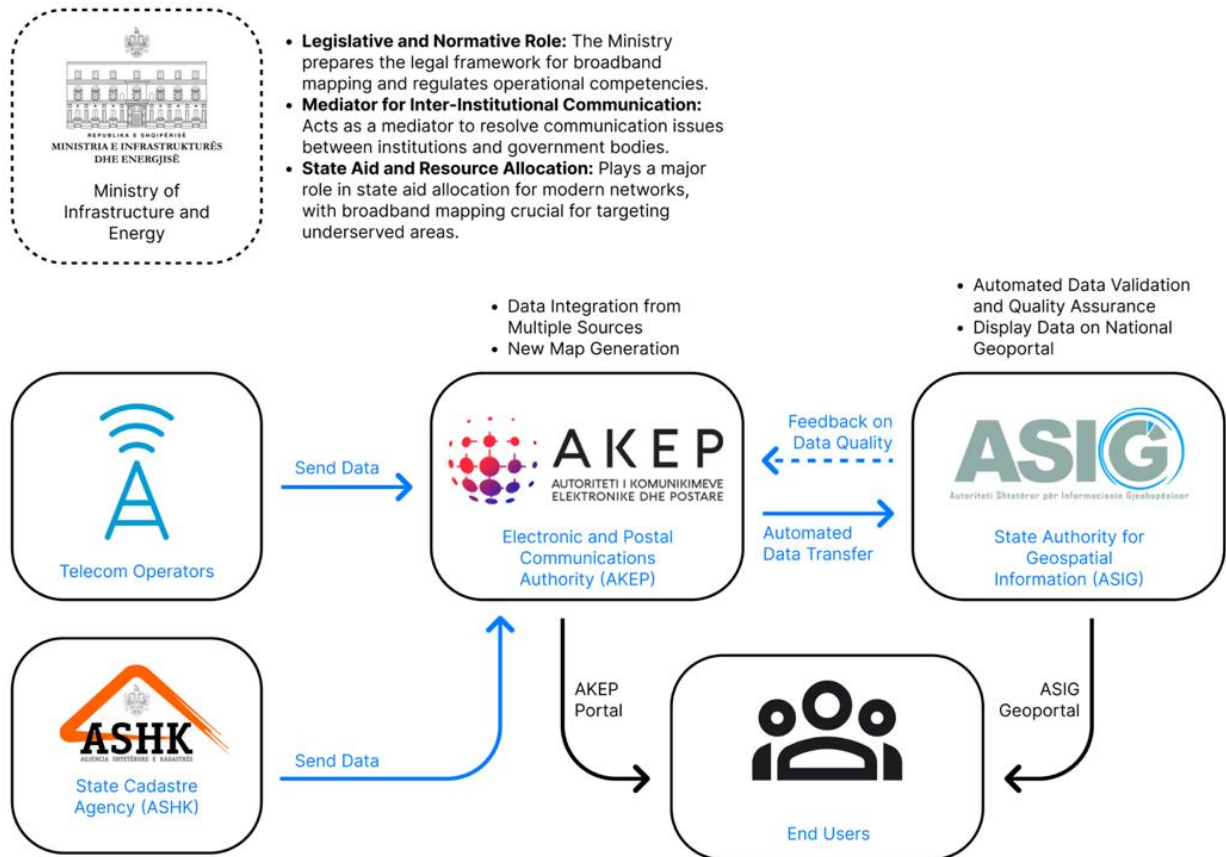 REPUBLIKA E SHQIPËRISË
MINISTRIA E INFRASTRUKTURËS
DHE ENERGJISË
Ministry of
Infrastructure and
Energy
• Legislative and Normative Role: The Ministry
prepares the legal framework for broadband
mapping and regulates operational competencies.
• Mediator for Inter-Institutional Communication:
Acts as a mediator to resolve communication issues
between institutions and government bodies.
• State Aid and Resource Allocation: Plays a major
role in state aid allocation for modern networks,
with broadband mapping crucial for targeting
underserved areas.
• Data Integration from
Multiple Sources
• New Map Generation
• Automated Data Validation
and Quality Assurance
• Display Data on National
Geoportal
Telecom Operators
Send Data
AKEP
AUTORITETI I KOMUNIKIMEVE
ELEKTRONIKE DHE POSTARE
Electronic and Postal
Communications
Authority (AKEP)
Feedback on
Data Quality
Automated
Data Transfer
ASIG
Autoriteti Shtetëror për Informacionin Gjeohapësinor
State Authority for
Geospatial
Information (ASIG)
ASHK
AGJENCIA SHTETËRORE E KADASTRËS
State Cadastre
Agency (ASHK)
Send Data
AKEP
Portal
ASIG
Geoportal
End Users